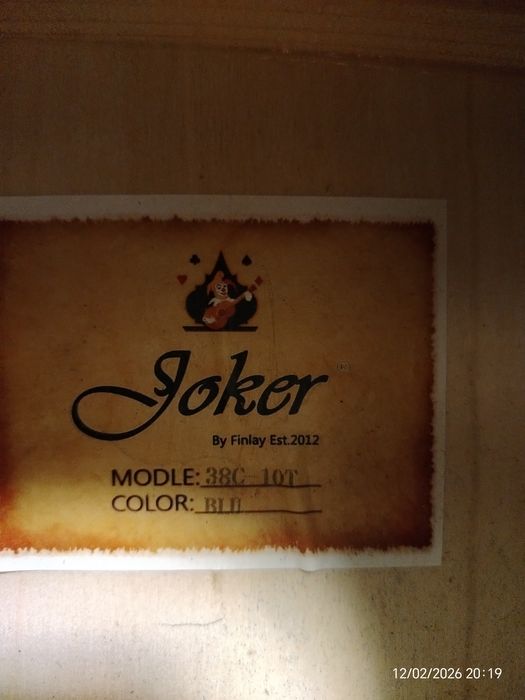 Joker ®
By Finlay Est.2012
MODLE: 38C-10T
COLOR: BLU
12/02/2026 20:19